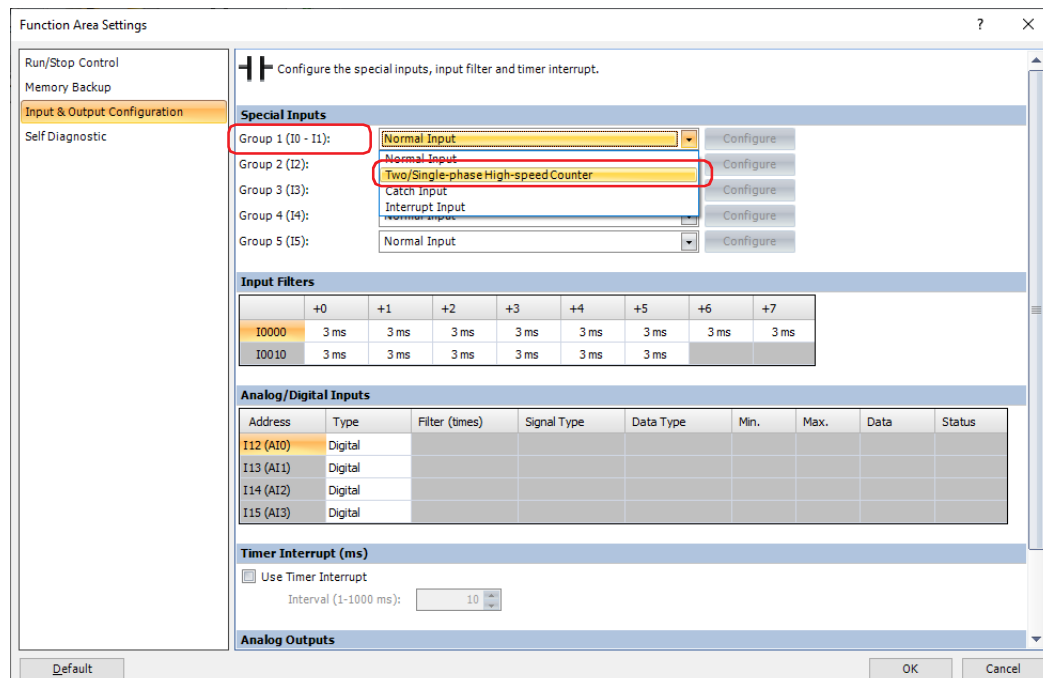 Function Area Settings ? ×
Run/Stop Control
Memory Backup
Input & Output Configuration
Self Diagnostic
Configure the special inputs, input filter and timer interrupt.
Special Inputs
Group 1 (I0 - I1): Normal Input Configure
Normal Input
Group 2 (I2): Configure
Two/Single-phase High-speed Counter
Group 3 (I3): Catch Input Configure
Interrupt Input
Group 4 (I4): Normal Input Configure
Group 5 (I5): Normal Input Configure
Input Filters
+0 +1 +2 +3 +4 +5 +6 +7
I0000 3 ms 3 ms 3 ms 3 ms 3 ms 3 ms 3 ms 3 ms
I0010 3 ms 3 ms 3 ms 3 ms 3 ms 3 ms
Analog/Digital Inputs
Address Type Filter (times) Signal Type Data Type Min. Max. Data Status
I12 (AI0) Digital
I13 (AI1) Digital
I14 (AI2) Digital
I15 (AI3) Digital
Timer Interrupt (ms)
Use Timer Interrupt
Interval (1-1000 ms): 10
Analog Outputs
Default OK Cancel